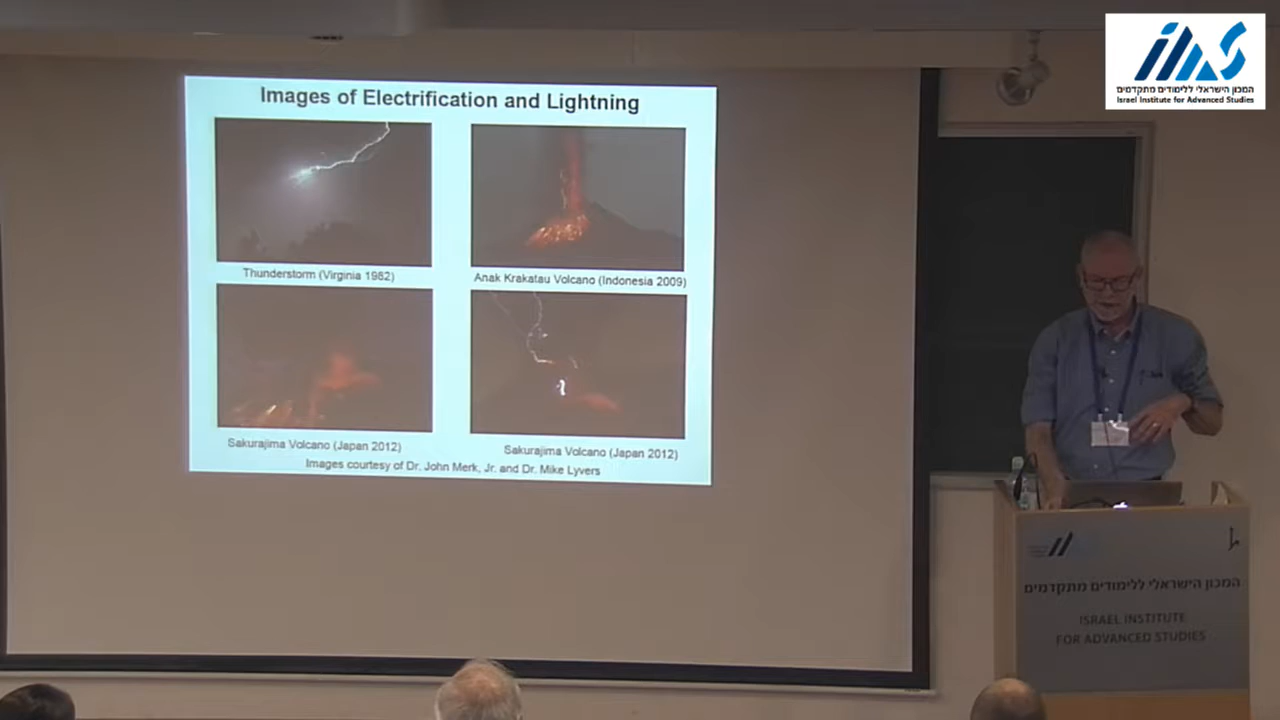 Images of Electrification and Lightning
Thunderstorm (Virginia 1982)
Anak Krakatau Volcano (Indonesia 2009)
Sakurajima Volcano (Japan 2012)
Sakurajima Volcano (Japan 2012)
Images courtesy of Dr. John Merk, Jr. and Dr. Mike Lyvers
iias
המכון הישראלי ללימודים מתקדמים
Israel Institute for Advanced Studies
המכון הישראלי ללימודים מתקדמים
ISRAEL INSTITUTE
FOR ADVANCED STUDIES